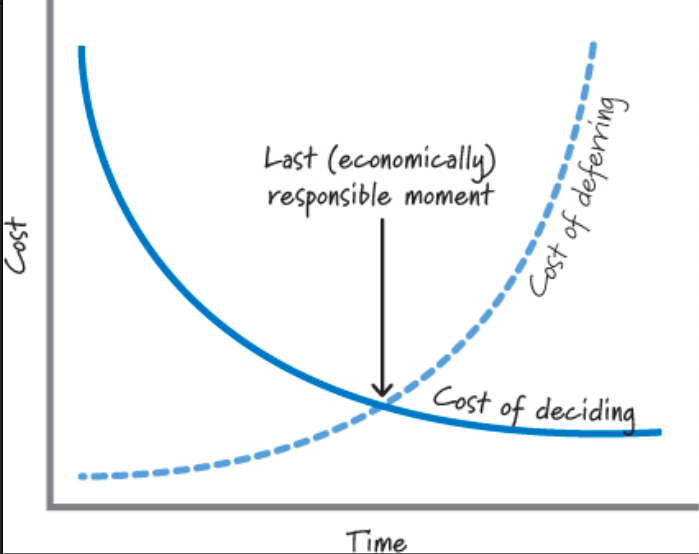 Last (economically)
responsible moment
Cost of deferring
Cost
Cost of deciding
Time